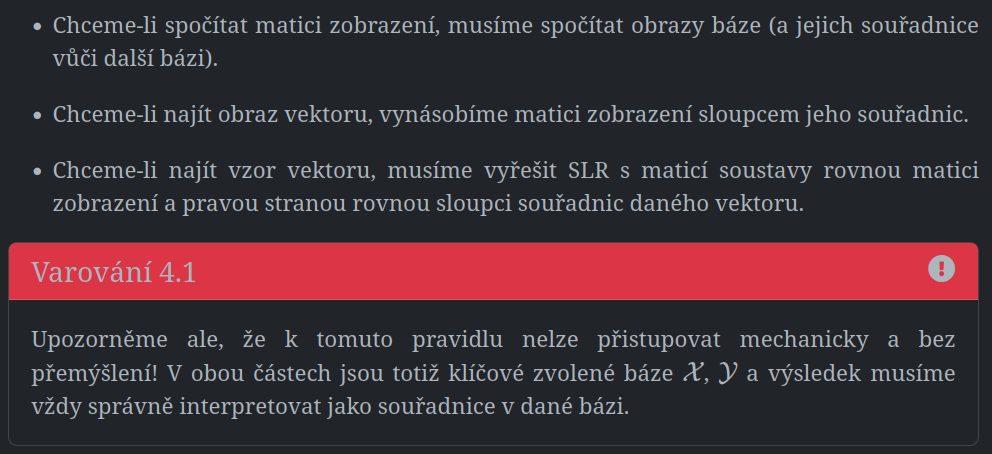 • Chceme-li spočítat matici zobrazení, musíme spočítat obrazy báze (a jejich souřadnice
vůči další bázi).
• Chceme-li najít obraz vektoru, vynásobíme matici zobrazení sloupcem jeho souřadnic.
• Chceme-li najít vzor vektoru, musíme vyřešit SLR s maticí soustavy rovnou matici
zobrazení a pravou stranou rovnou sloupci souřadnic daného vektoru.
Varování 4.1
Upozorněme ale, že k tomuto pravidlu nelze přistupovat mechanicky a bez
přemýšlení! V obou částech jsou totiž klíčové zvolené báze 𝒳, 𝒴 a výsledek musíme
vždy správně interpretovat jako souřadnice v dané bázi.